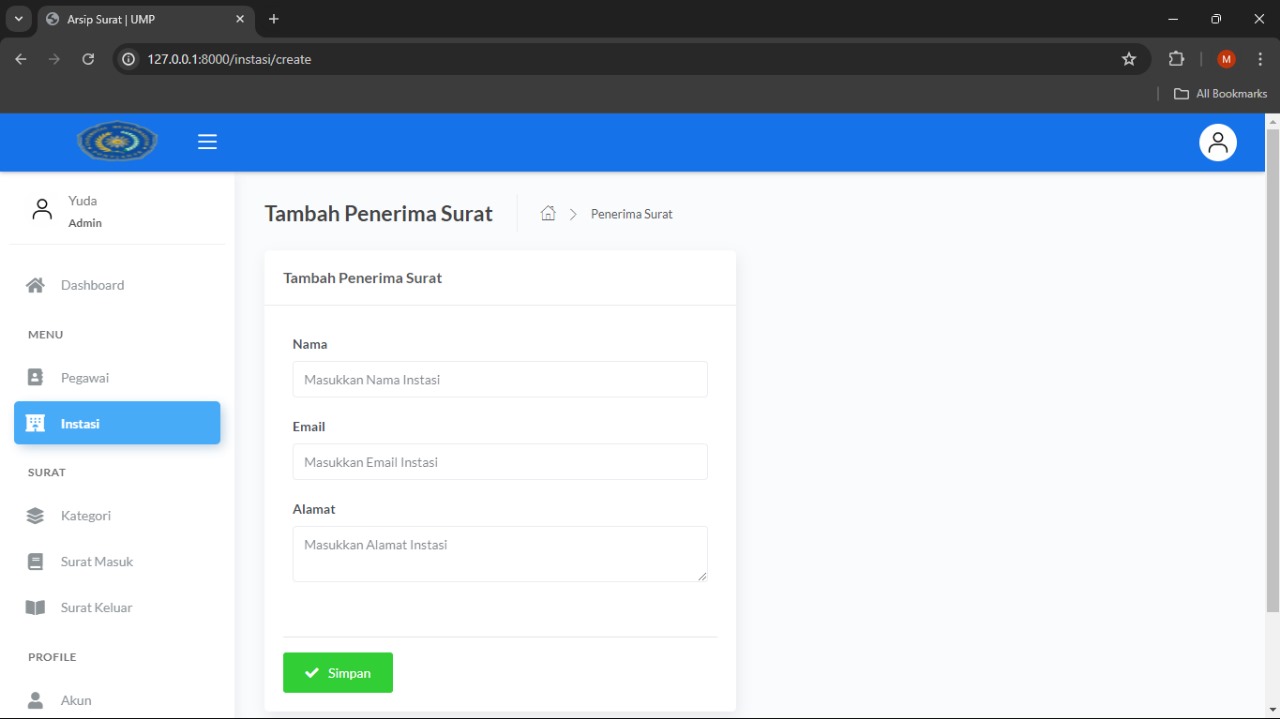 Arsip Surat | UMP
127.0.0.1:8000/instasi/create
M
All Bookmarks
Yuda
Admin
Dashboard
MENU
Pegawai
Instasi
SURAT
Kategori
Surat Masuk
Surat Keluar
PROFILE
Akun
Tambah Penerima Surat
Penerima Surat
Tambah Penerima Surat
Nama
Masukkan Nama Instasi
Email
Masukkan Email Instasi
Alamat
Masukkan Alamat Instasi
Simpan